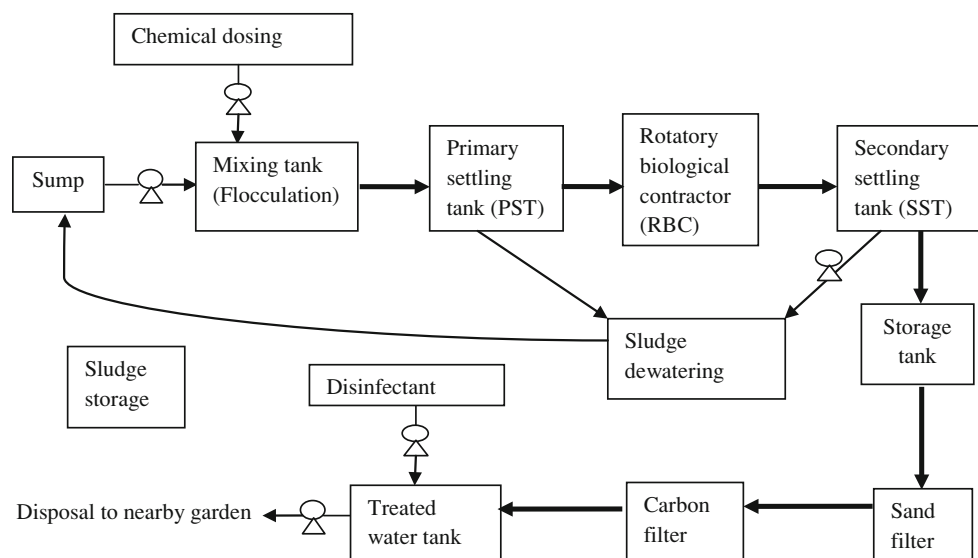 Chemical dosing
Sump
Mixing tank
(Flocculation)
Primary
settling
tank (PST)
Rotatory
biological
contractor
(RBC)
Secondary
settling
tank (SST)
Storage
tank
Sludge
dewatering
Sludge
storage
Disinfectant
Disposal to nearby garden
Treated
water tank
Carbon
filter
Sand
filter